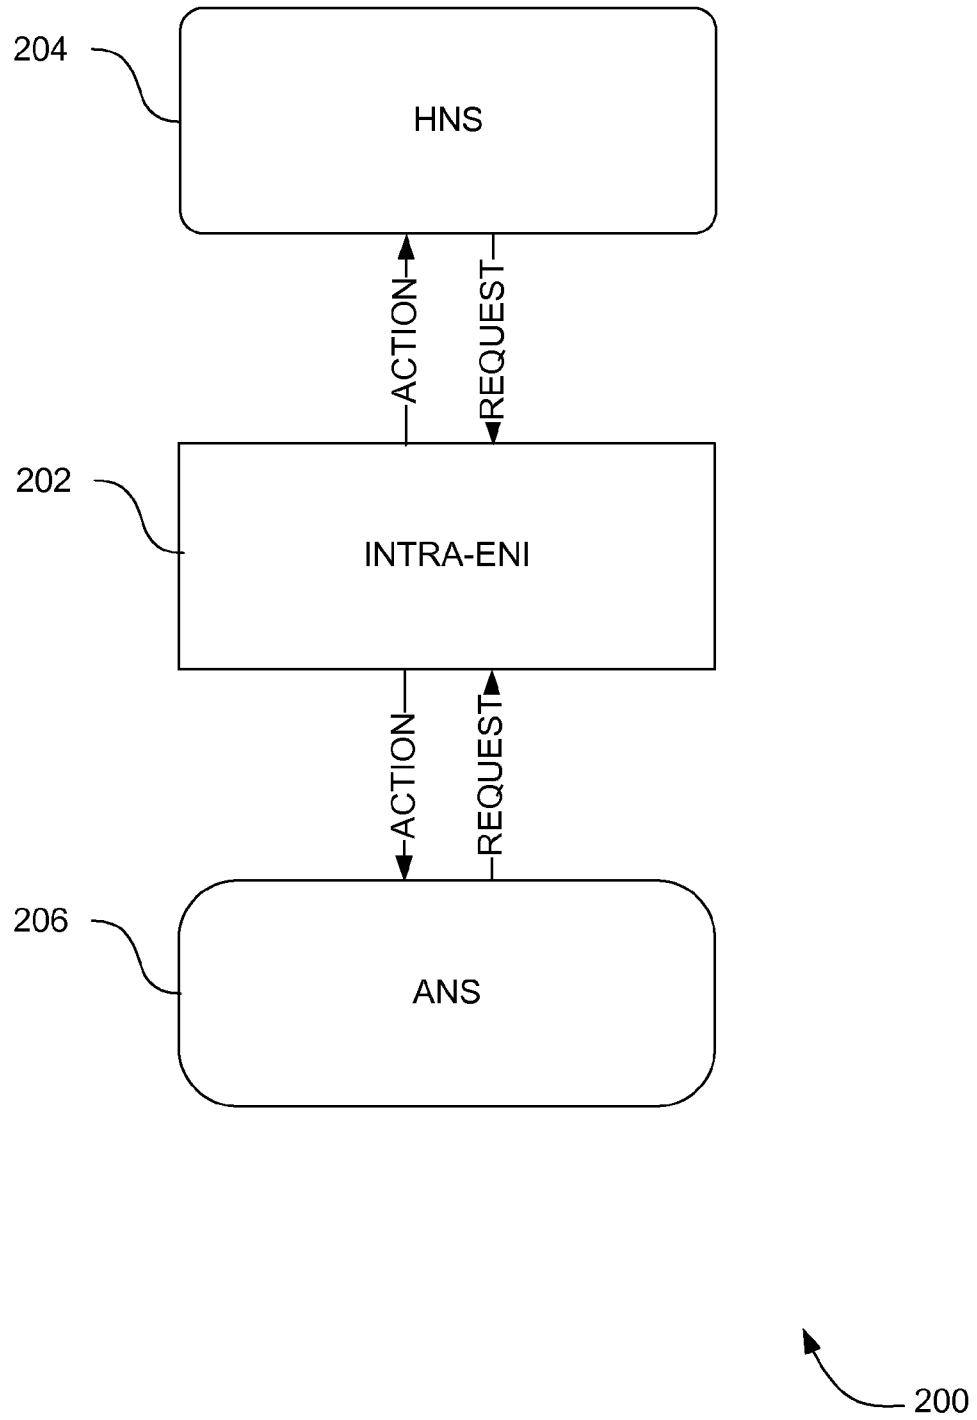 204
HNS
ACTION
REQUEST
202
INTRA-ENI
ACTION
REQUEST
206
ANS
200